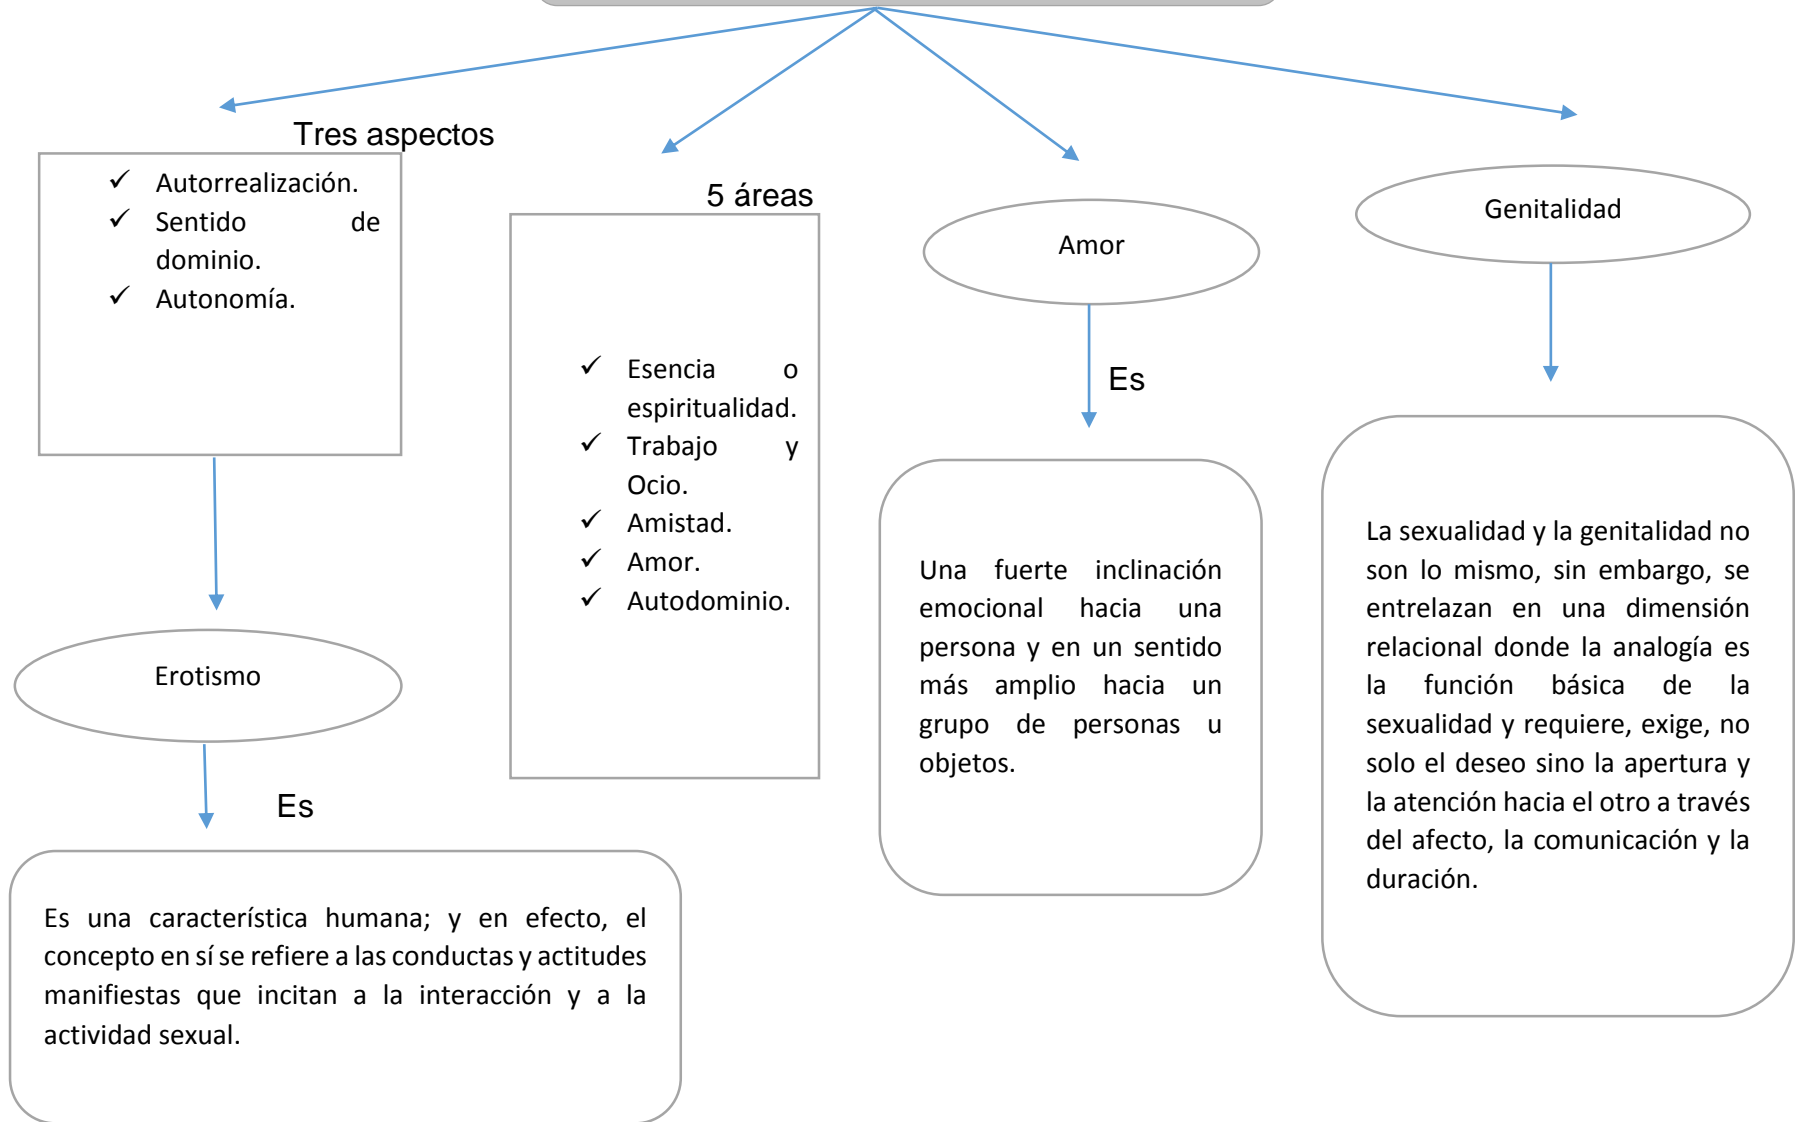 Tres aspectos
✓ Autorrealización.
✓ Sentido de
dominio.
✓ Autonomía.
Erotismo
Es
Es una característica humana; y en efecto, el
concepto en sí se refiere a las conductas y actitudes
manifiestas que incitan a la interacción y a la
actividad sexual.
5 áreas
✓ Esencia o
espiritualidad.
✓ Trabajo y
Ocio.
✓ Amistad.
✓ Amor.
✓ Autodominio.
Amor
Es
Una fuerte inclinación
emocional hacia una
persona y en un sentido
más amplio hacia un
grupo de personas u
objetos.
Genitalidad
La sexualidad y la genitalidad no
son lo mismo, sin embargo, se
entrelazan en una dimensión
relacional donde la analogía es
la función básica de la
sexualidad y requiere, exige, no
solo el deseo sino la apertura y
la atención hacia el otro a través
del afecto, la comunicación y la
duración.